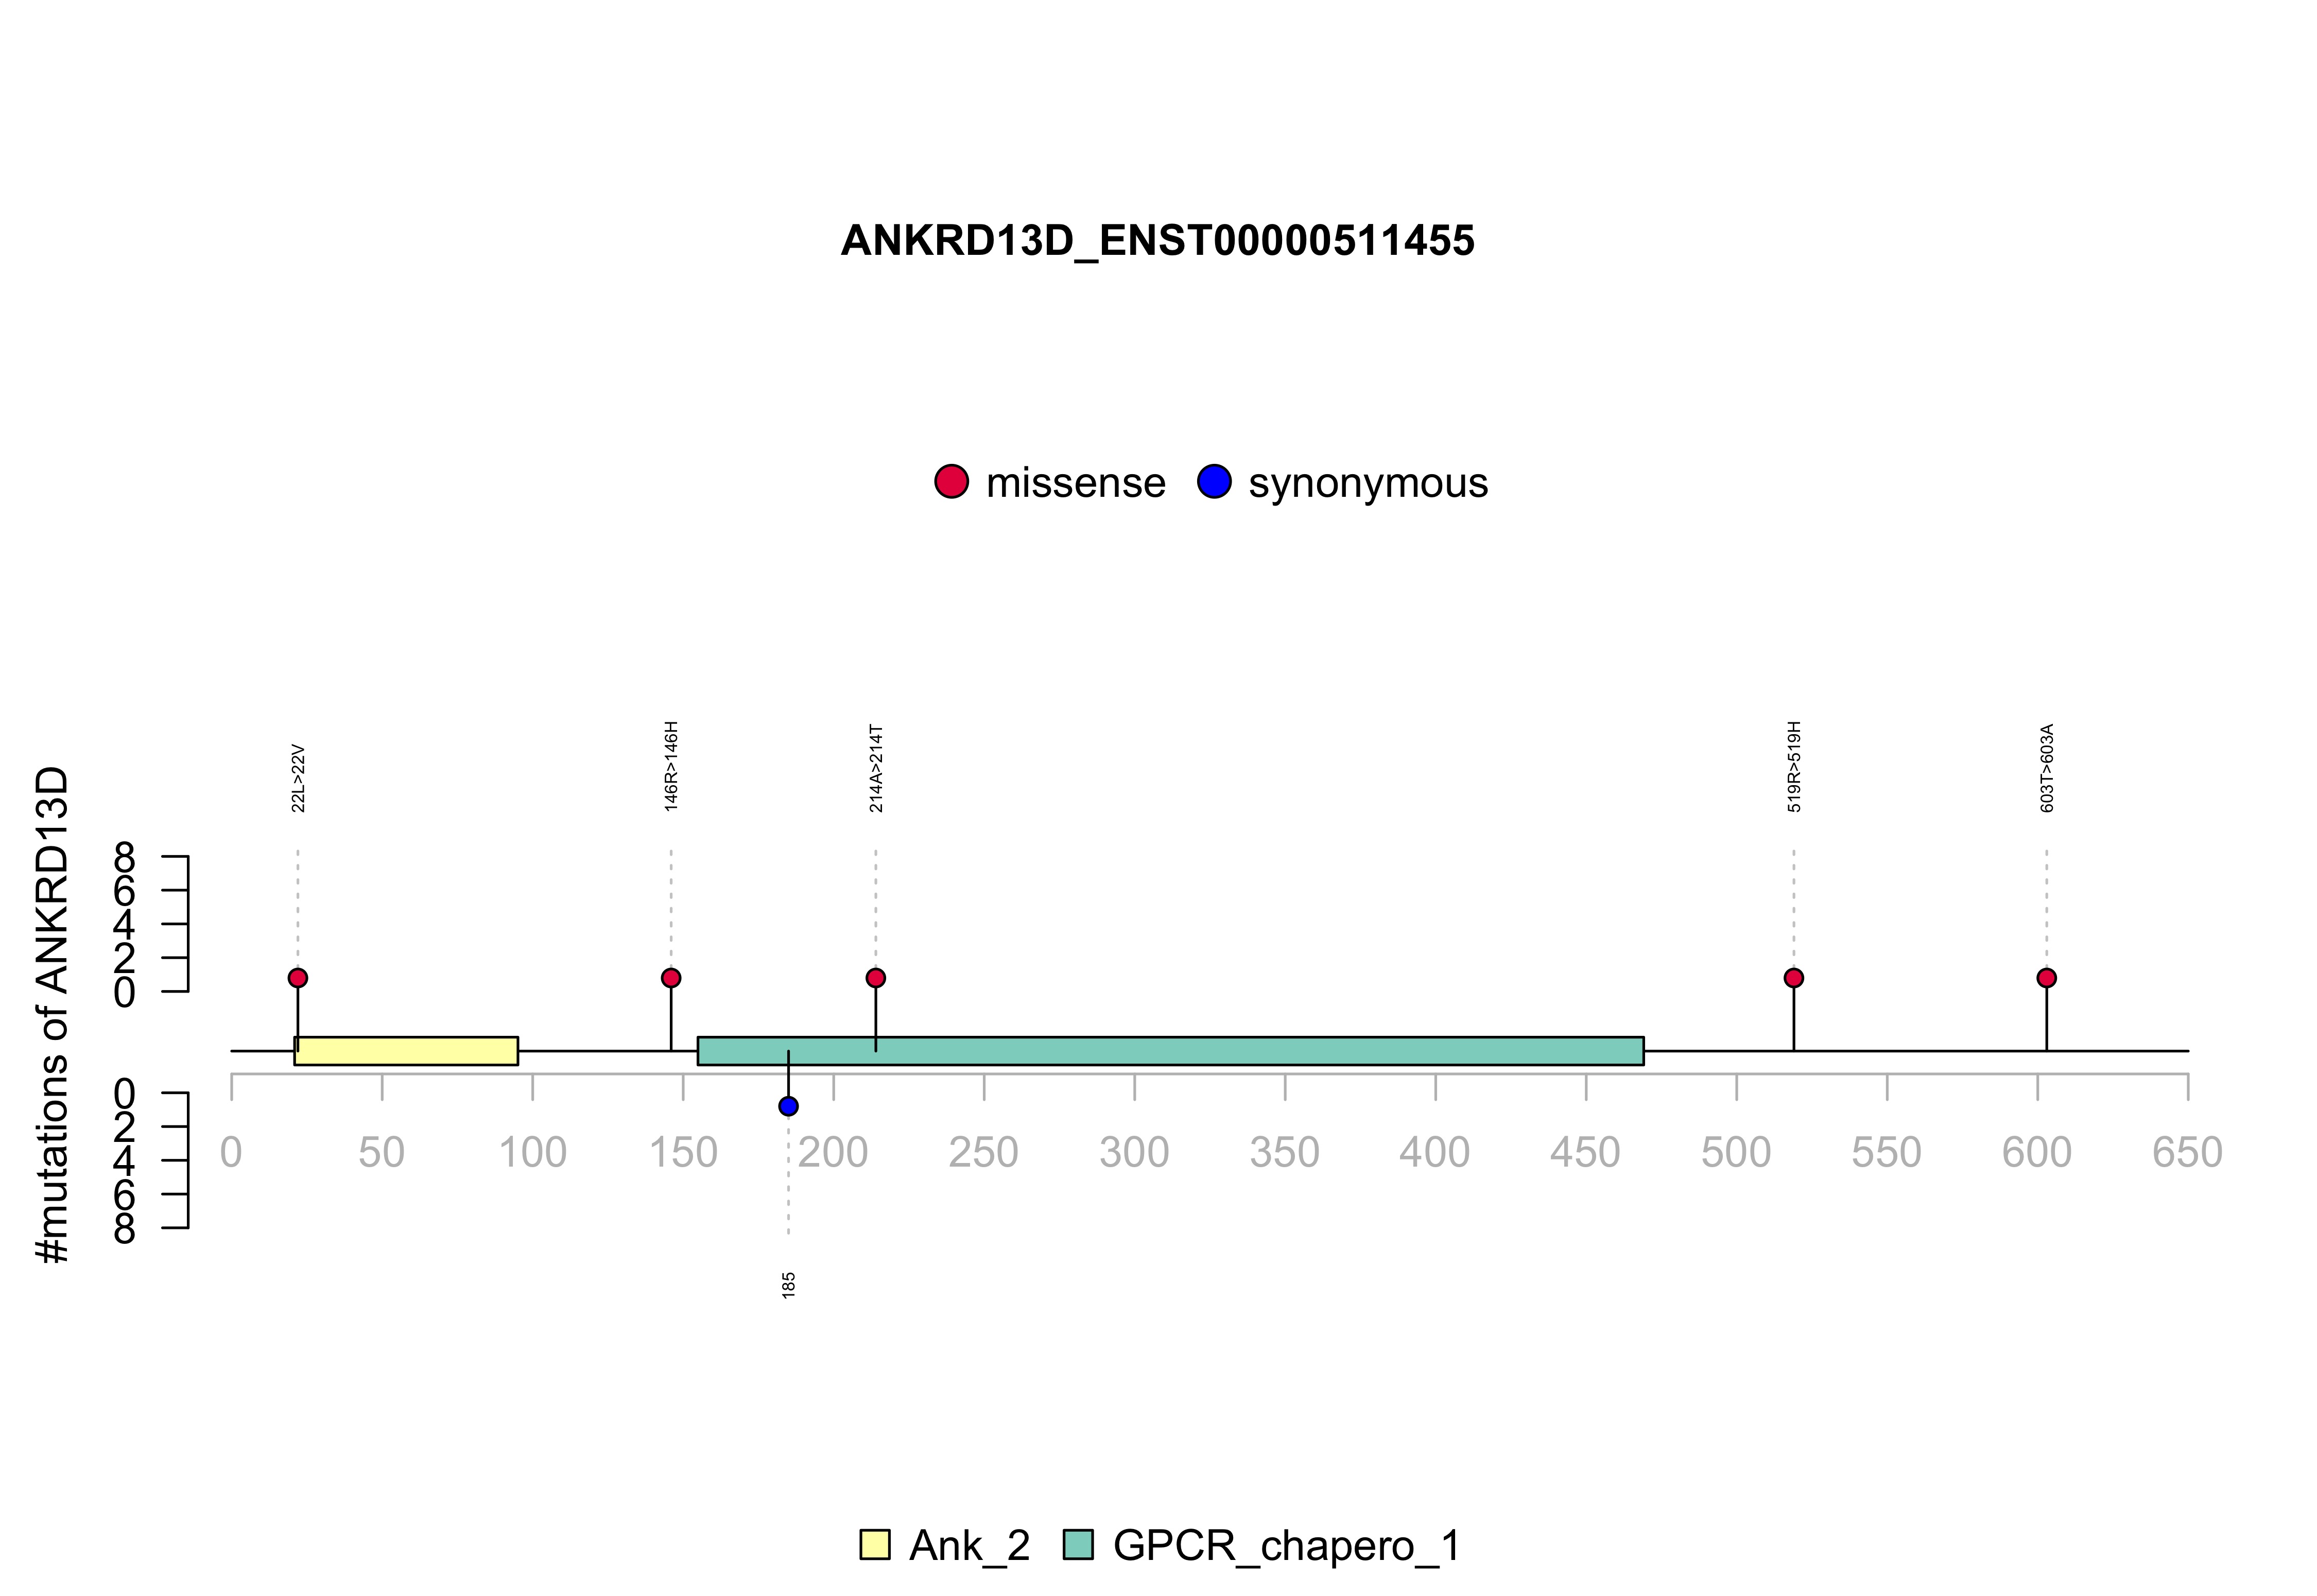 ANKRD13D_ENST00000511455
missense synonymous
22L>22V
146R>146H
214A>214T
519R>519H
603T>603A
#mutations of ANKRD13D
8
6
4
2
0
0
2
4
6
8
0 50 100 150 200 250 300 350 400 450 500 550 600 650
185
Ank_2 GPCR_chapero_1